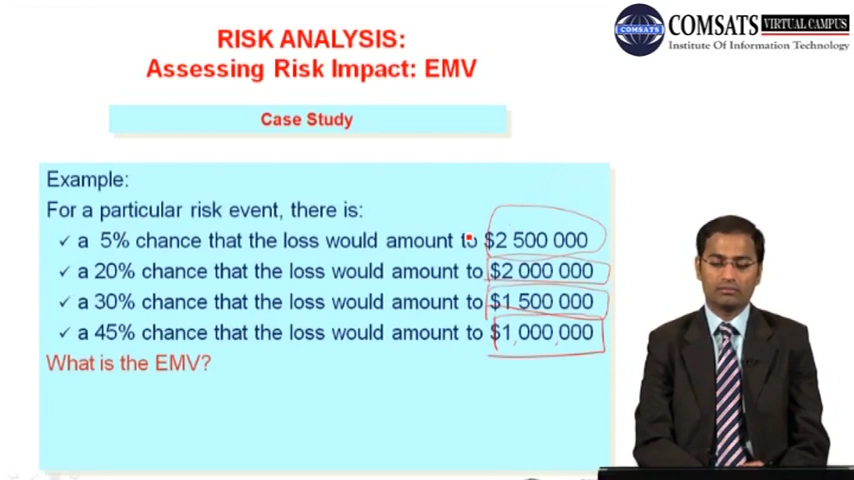 RISK ANALYSIS:
Assessing Risk Impact: EMV
COMSATS
COMSATS VIRTUAL CAMPUS
Institute Of Information Technology
Case Study
Example:
For a particular risk event, there is:
✓ a 5% chance that the loss would amount to $2 500 000
✓ a 20% chance that the loss would amount to $2 000 000
✓ a 30% chance that the loss would amount to $1 500 000
✓ a 45% chance that the loss would amount to $1,000,000
What is the EMV?